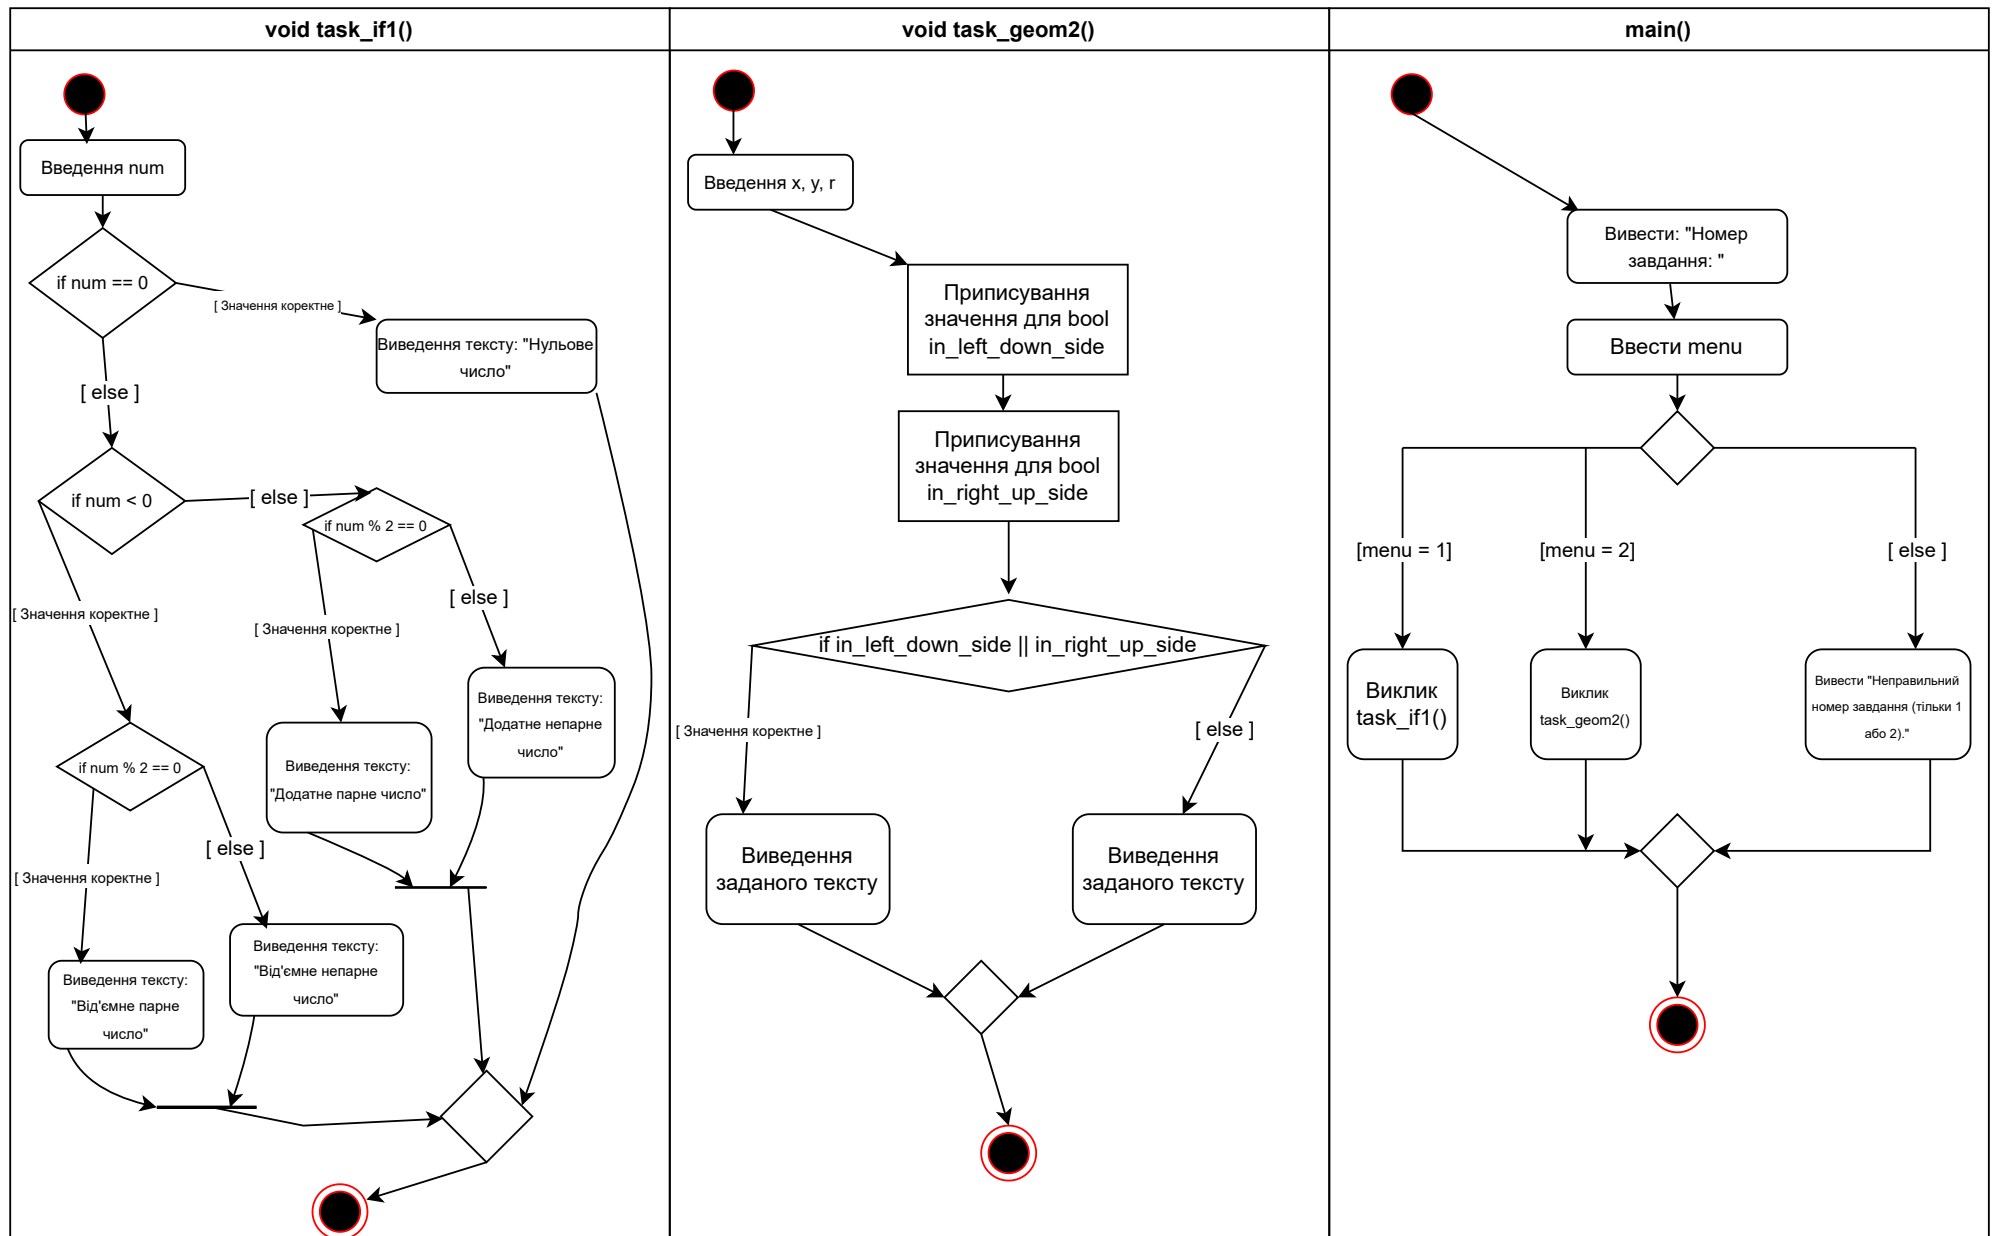 void task_if1()
void task_geom2()
main()
Введення num
if num == 0
[ Значення коректне ]
Виведення тексту: "Нульове
число"
[ else ]
if num < 0
[ else ]
if num % 2 == 0
[ Значення коректне ]
[ Значення коректне ]
[ else ]
Виведення тексту:
"Додатне непарне
число"
Виведення тексту:
"Додатне парне число"
if num % 2 == 0
[ else ]
[ Значення коректне ]
Виведення тексту:
"Від'ємне непарне
число"
Виведення тексту:
"Від'ємне парне
число"
Введення x, y, r
Приписування
значення для bool
in_left_down_side
Приписування
значення для bool
in_right_up_side
if in_left_down_side || in_right_up_side
[ Значення коректне ]
[ else ]
Виведення
заданого тексту
Виведення
заданого тексту
Вивести: "Номер
завдання: "
Ввести menu
[menu = 1]
[menu = 2]
[ else ]
Виклик
task_if1()
Виклик
task_geom2()
Вивести "Неправильний
номер завдання (тільки 1
або 2)."